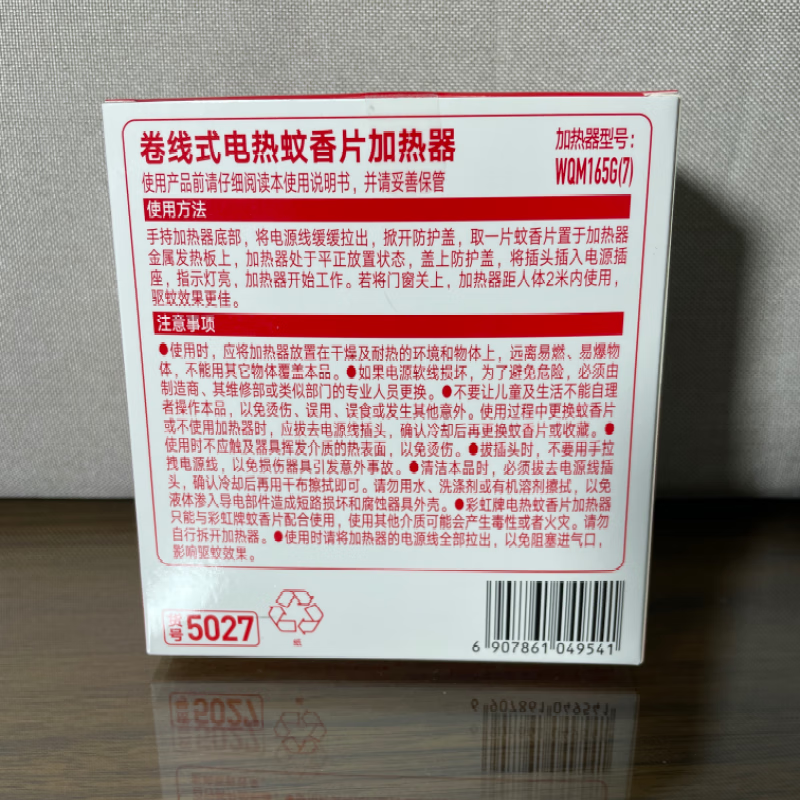 卷线式电热蚊香片加热器
加热器型号：
WQM165G(7)
使用产品前请仔细阅读本使用说明书，并请妥善保管
使用方法
手持加热器底部，将电源线缓缓拉出，掀开防护盖，取一片蚊香片置于加热器
金属发热板上，加热器处于平正放置状态，盖上防护盖，将插头插入电源插
座，指示灯亮，加热器开始工作。若将门窗关上，加热器距人体2米内使用，
驱蚊效果更佳。
注意事项
●使用时，应将加热器放置在干燥及耐热的环境和物体上，远离易燃、易爆物
体，不能用其它物体覆盖本品。●如果电源软线损坏，为了避免危险，必须由
制造商、其维修部或类似部门的专业人员更换。●不要让儿童及生活不能自理
者操作本品，以免烫伤、误用、误食或发生其他意外。使用过程中更换蚊香片
或不使用加热器时，应拔去电源线插头，确认冷却后再更换蚊香片或收藏。●
使用时不应触及器具挥发介质的热表面，以免烫伤。●拔插头时，不要用手拉
拽电源线，以免损伤器具引发意外事故。●清洁本品时，必须拔去电源线插
头，确认冷却后再用干布擦拭即可。请勿用水、洗涤剂或有机溶剂擦拭，以免
液体渗入导电部件造成短路损坏和腐蚀器具外壳。●彩虹牌电热蚊香片加热器
只能与彩虹牌蚊香片配合使用，使用其他介质可能会产生毒性或者火灾。请勿
自行拆开加热器。●使用时请将加热器的电源线全部拉出，以免阻塞进气口，
影响驱蚊效果。
货号 5027
纸
6 907861 049541